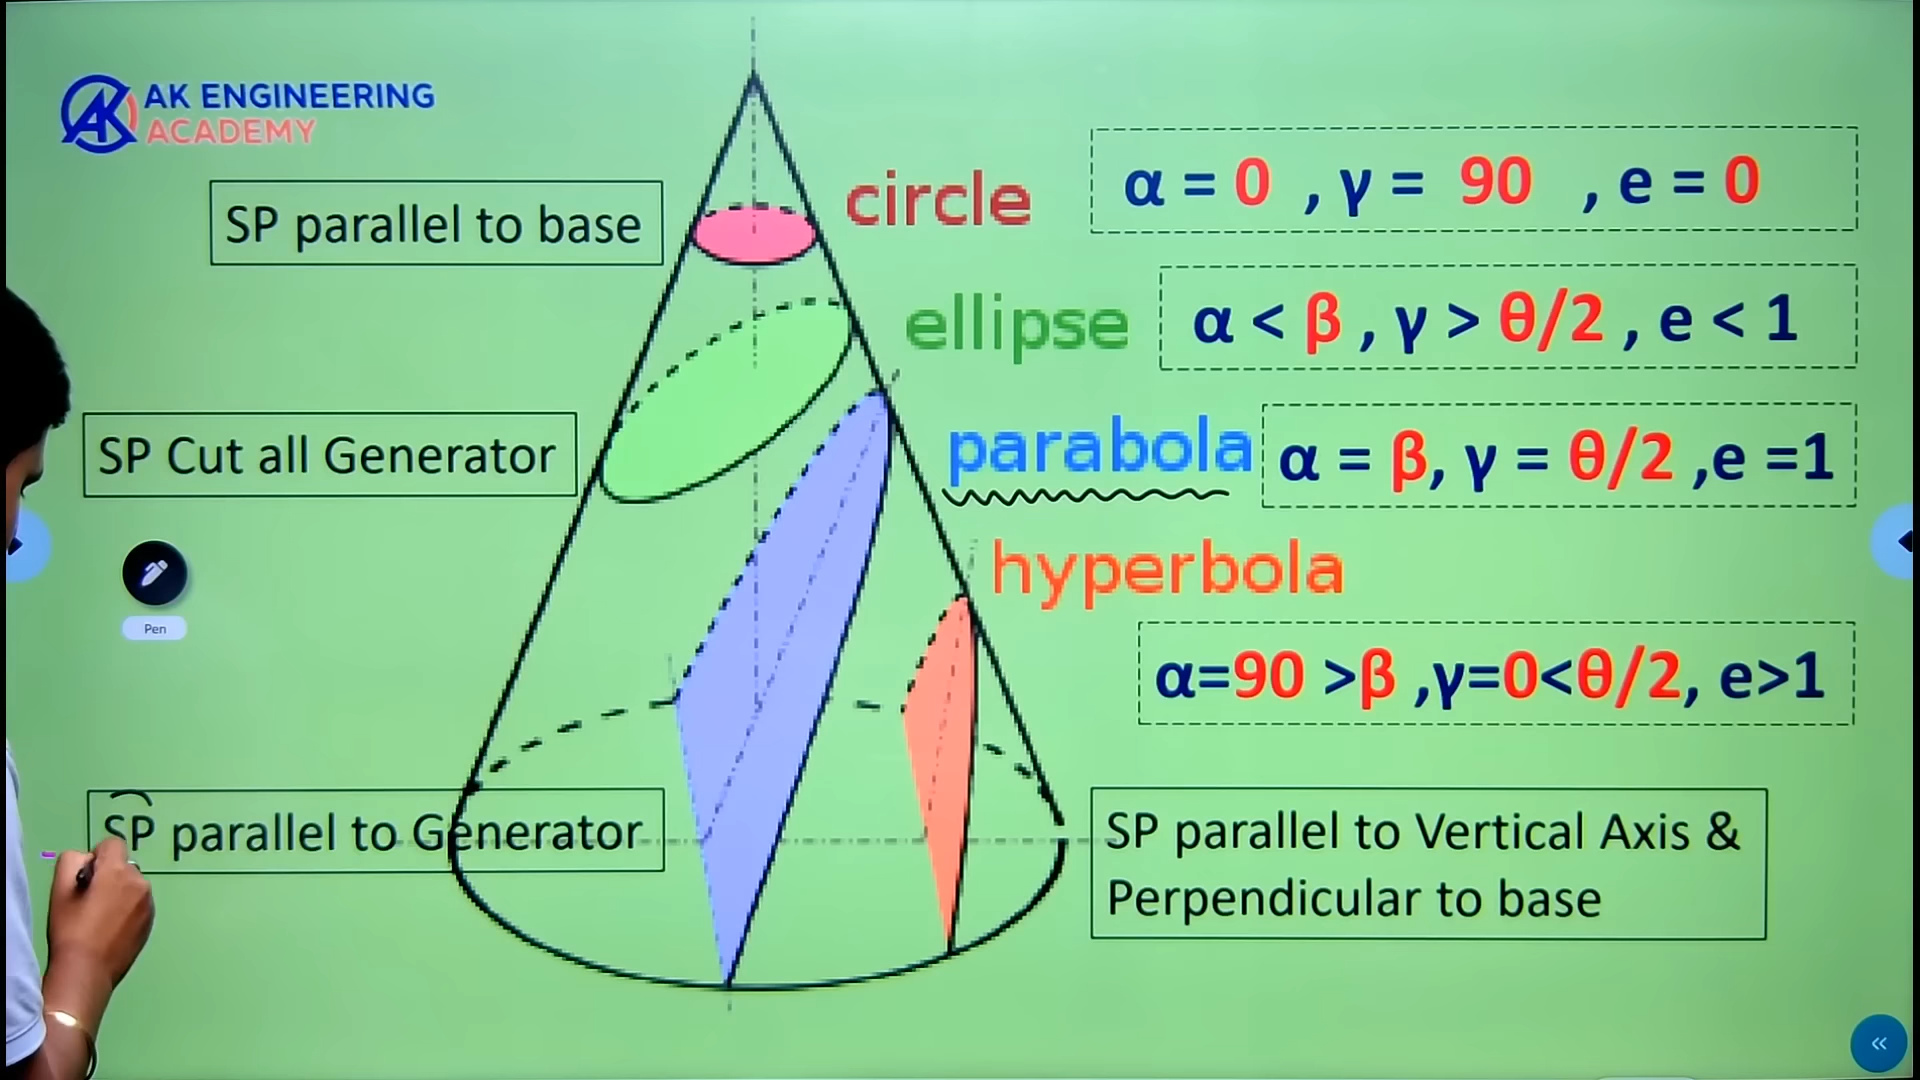 AK ENGINEERING
ACADEMY
SP parallel to base
circle
α = 0 , γ = 90 , e = 0
ellipse
α < β , γ > θ/2 , e < 1
SP Cut all Generator
parabola
α = β, γ = θ/2 ,e =1
hyperbola
Pen
α=90 >β ,γ=0<θ/2, e>1
SP parallel to Generator
SP parallel to Vertical Axis &
Perpendicular to base